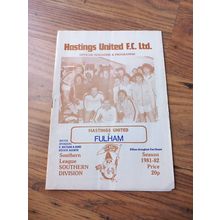 Hastings United F.C. Ltd.
OFFICIAL MAGAZINE & PROGRAMME
HASTINGS UNITED
FULHAM
Southern
League
SOUTHERN
DIVISION
Season
1981-82
Price
20p